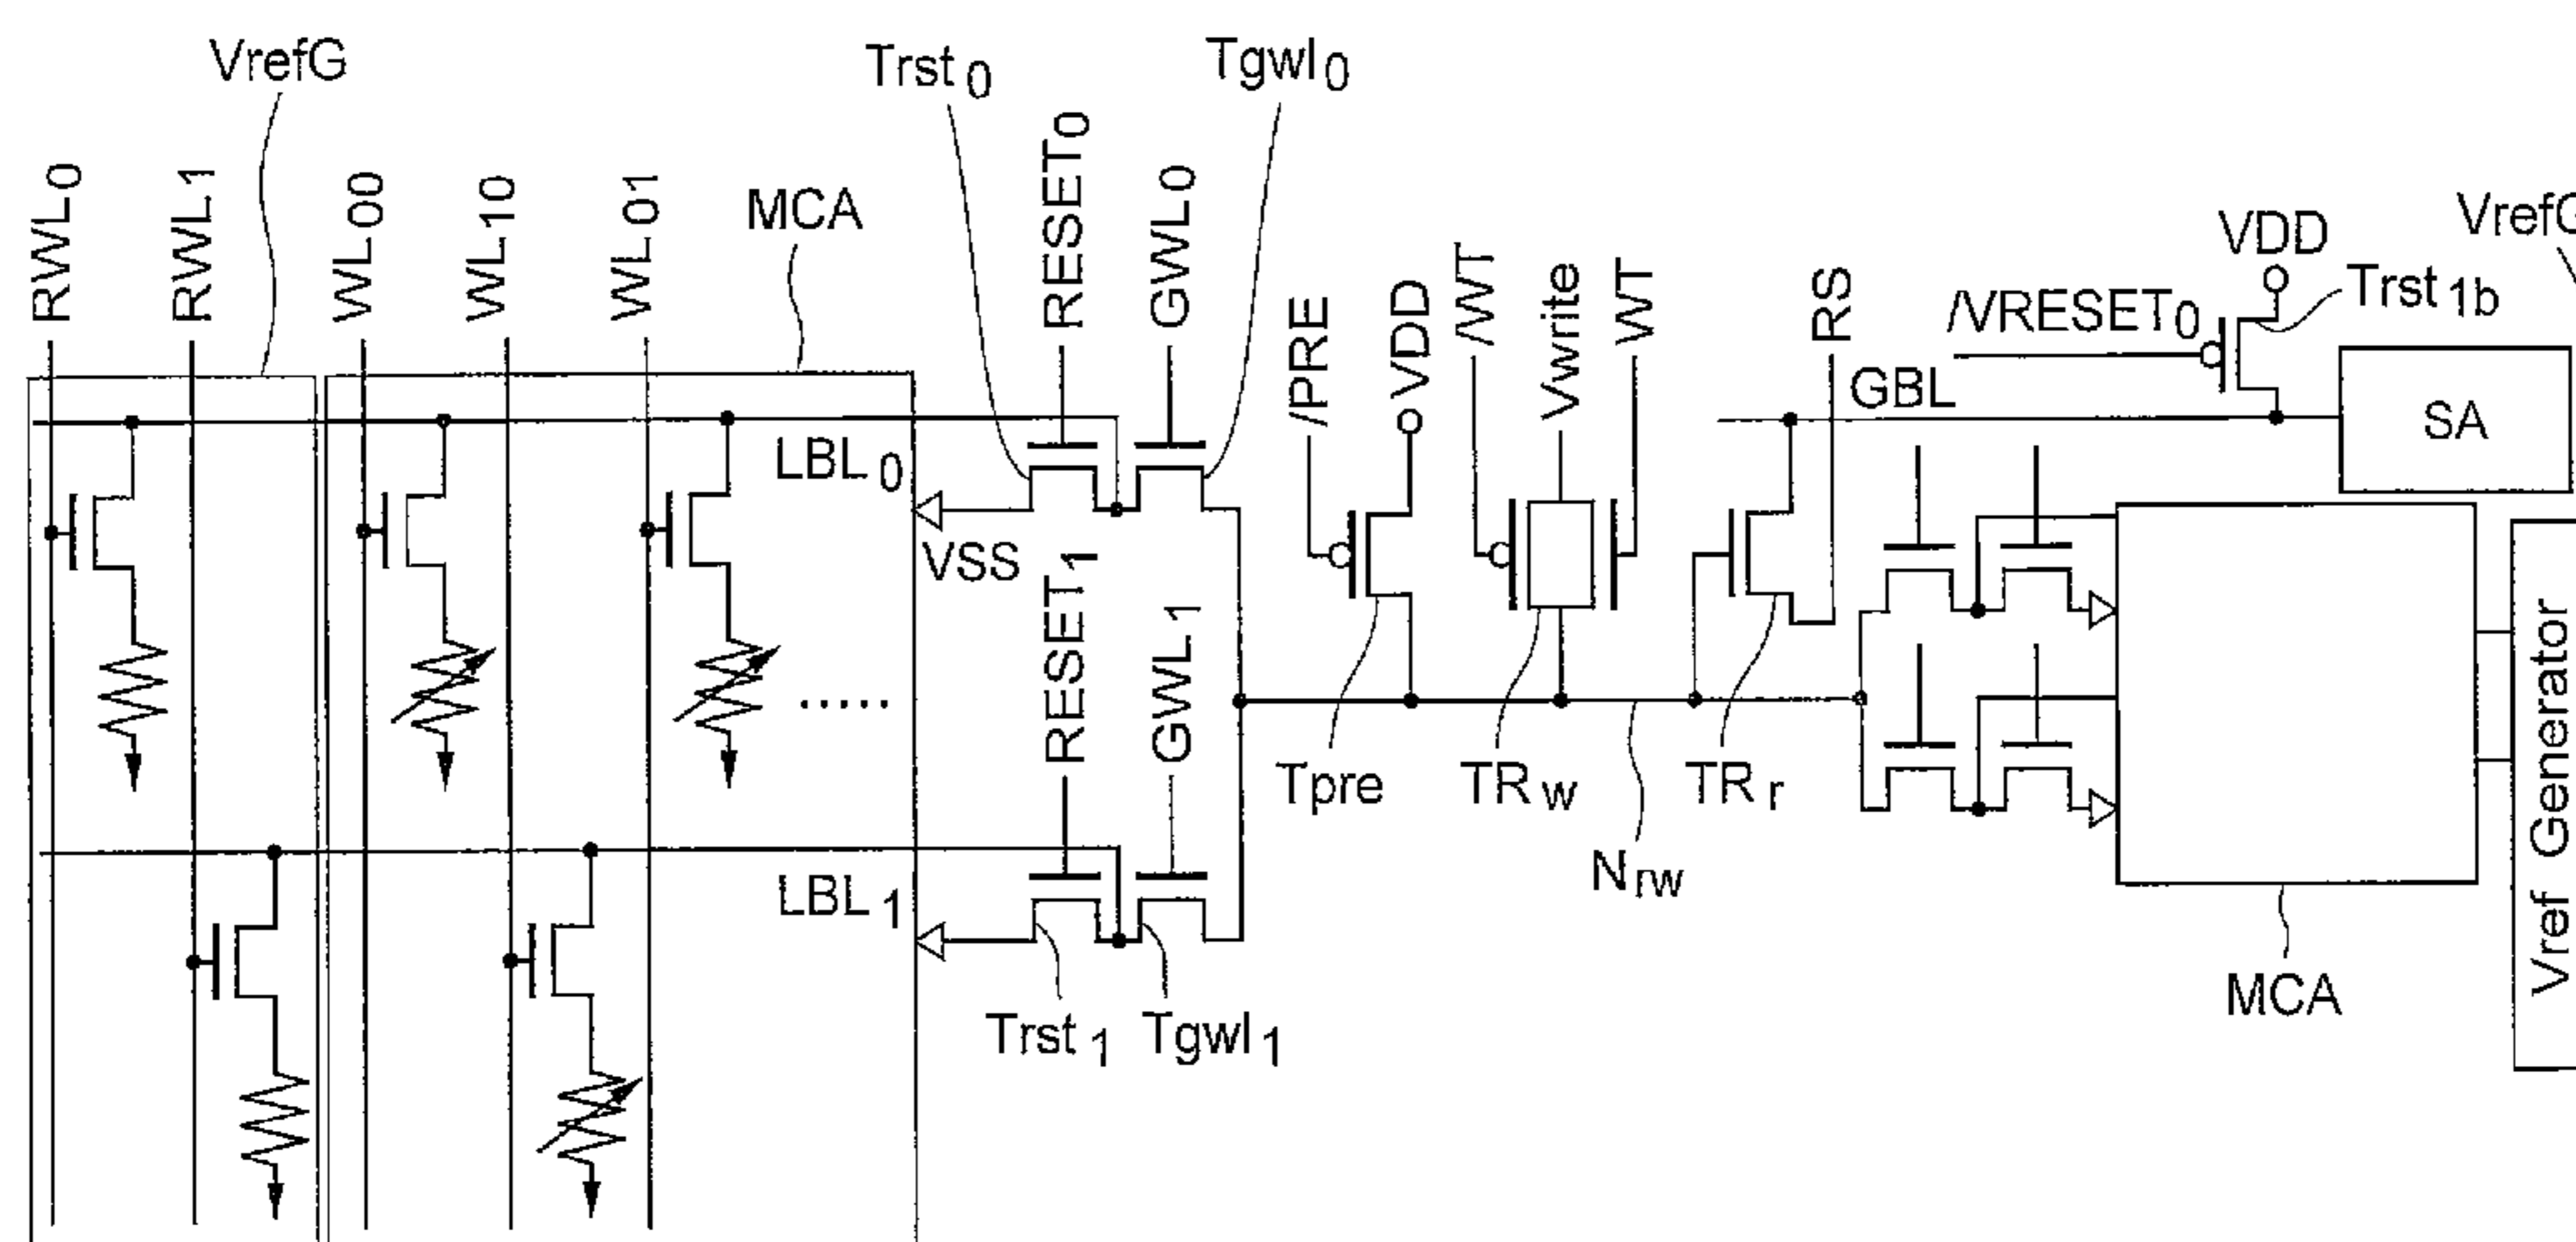 VrefG
Trst0
Tgwl0
RWL0
RWL1
WL00
WL10
WL01
MCA
RESET0
GWL0
/PRE
VDD
/WT
Vwrite
WT
RS
/VRESET0
VDD
Trst1b
VrefG
GBL
SA
LBL0
VSS
RESET1
GWL1
.....
Tpre
TRw
TRr
Nrw
LBL1
Trst1
Tgwl1
MCA
Vref Generator